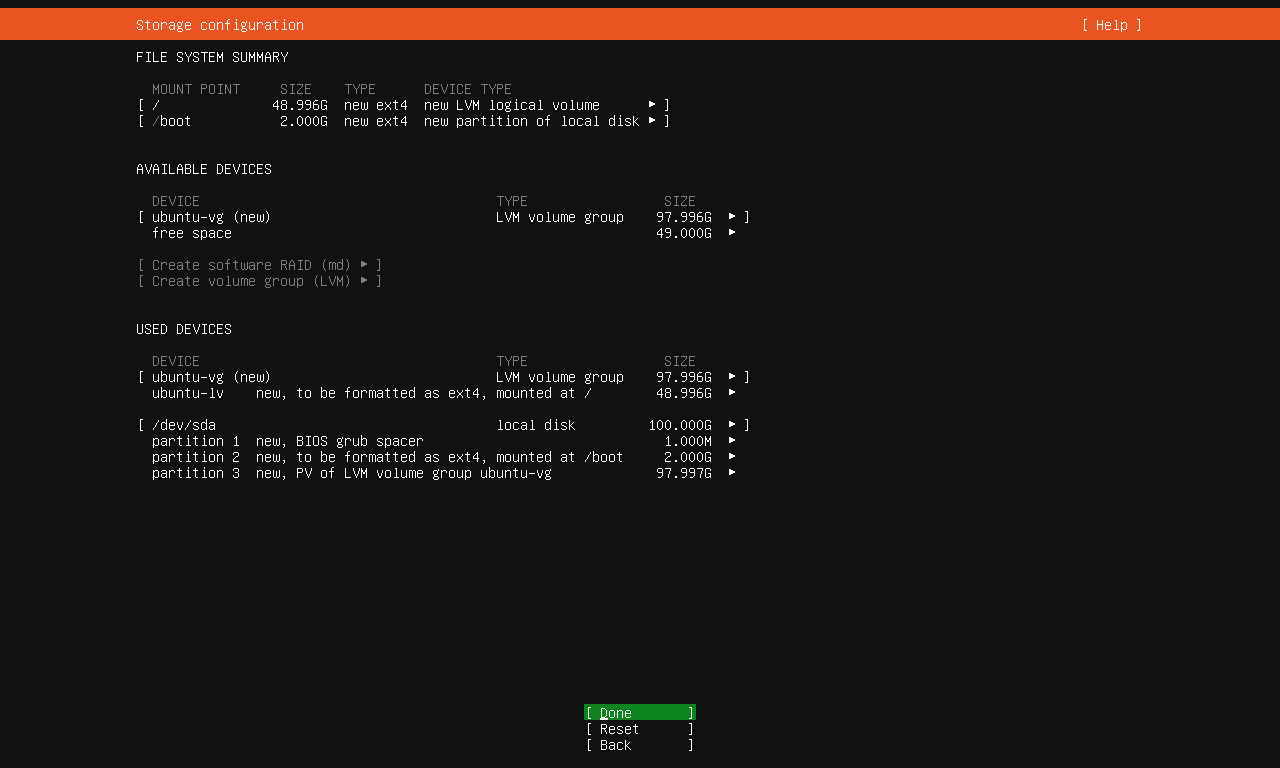 Storage configuration [ Help ]
FILE SYSTEM SUMMARY
MOUNT POINT SIZE TYPE DEVICE TYPE
[ / 48.996G new ext4 new LVM logical volume ▸ ]
[ /boot 2.000G new ext4 new partition of local disk ▸ ]
AVAILABLE DEVICES
DEVICE TYPE SIZE
[ ubuntu-vg (new) LVM volume group 97.996G ▸ ]
free space 49.000G ▸
[ Create software RAID (md) ▸ ]
[ Create volume group (LVM) ▸ ]
USED DEVICES
DEVICE TYPE SIZE
[ ubuntu-vg (new) LVM volume group 97.996G ▸ ]
ubuntu-lv new, to be formatted as ext4, mounted at / 48.996G ▸
[ /dev/sda local disk 100.000G ▸ ]
partition 1 new, BIOS grub spacer 1.000M ▸
partition 2 new, to be formatted as ext4, mounted at /boot 2.000G ▸
partition 3 new, PV of LVM volume group ubuntu-vg 97.997G ▸
[ Done ]
[ Reset ]
[ Back ]